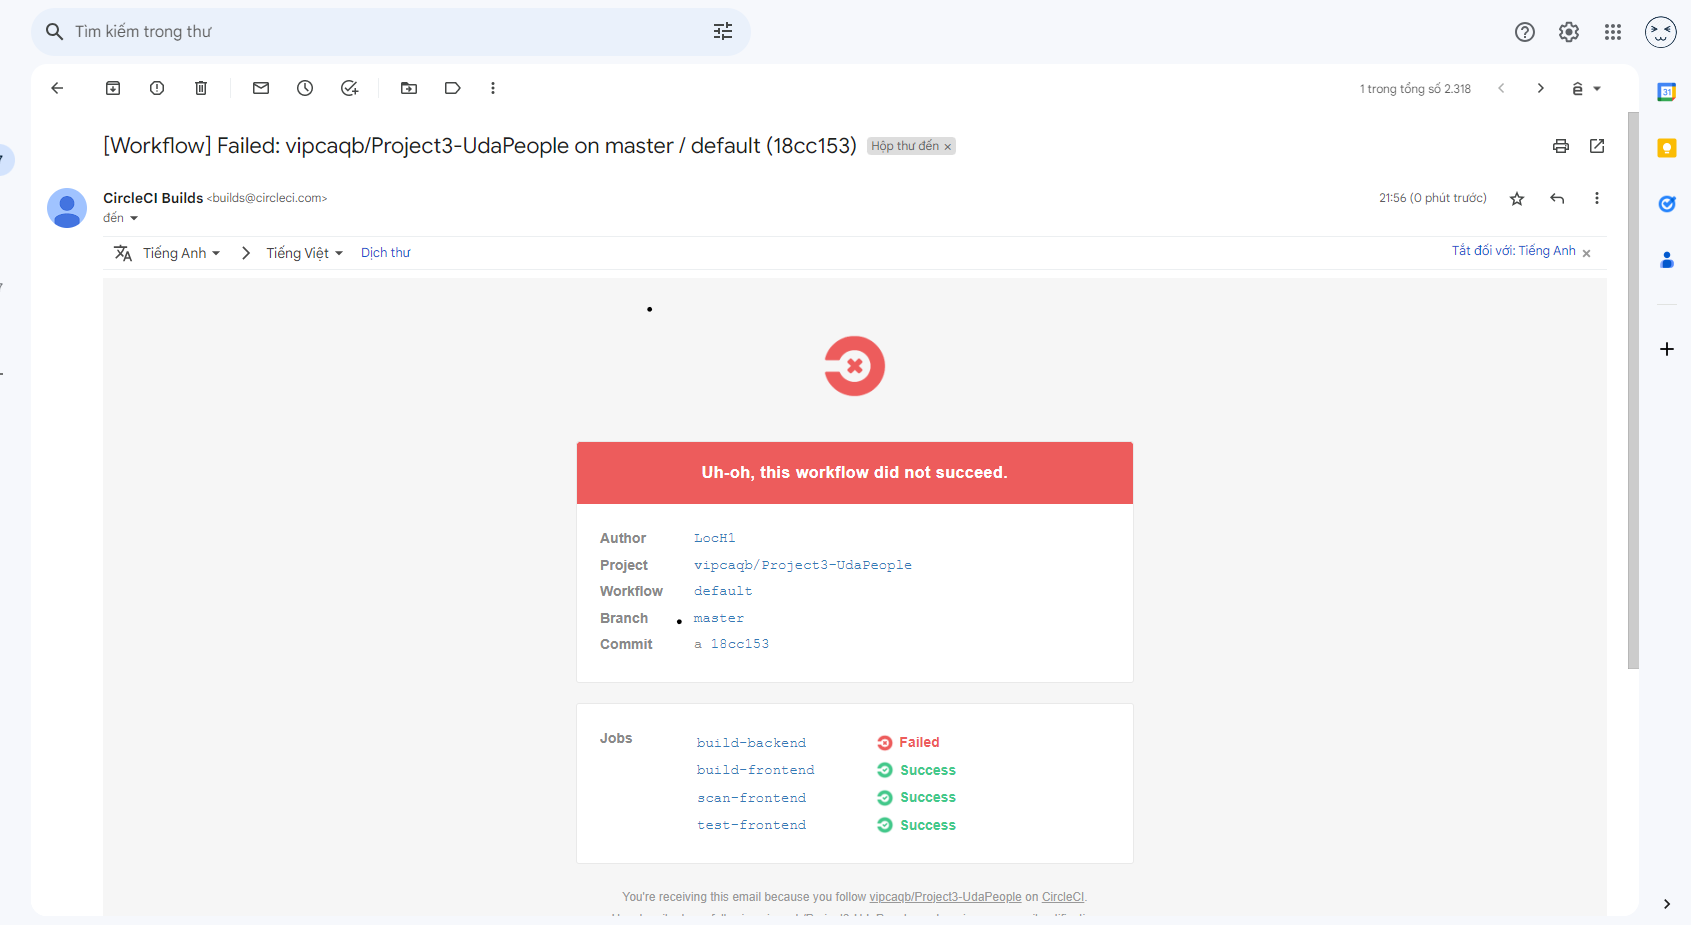 Tìm kiếm trong thư
1 trong tổng số 2.318
[Workflow] Failed: vipcaqb/Project3-UdaPeople on master / default (18cc153)
Hộp thư đến ×
CircleCI Builds <builds@circleci.com>
21:56 (0 phút trước)
đến
Tiếng Anh
Tiếng Việt
Dịch thư
Tắt đối với: Tiếng Anh ×
31
Uh-oh, this workflow did not succeed.
Author LocHl
Project vipcaqb/Project3-UdaPeople
Workflow default
Branch master
Commit a 18cc153
Jobs
build-backend Failed
build-frontend Success
scan-frontend Success
test-frontend Success
You're receiving this email because you follow vipcaqb/Project3-UdaPeople on CircleCI.